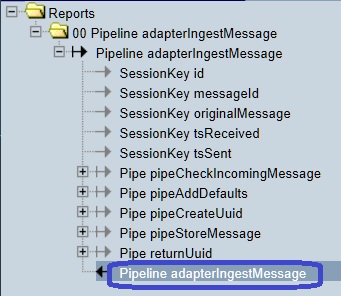 Reports
00 Pipeline adapterIngestMessage
Pipeline adapterIngestMessage
SessionKey id
SessionKey messageId
SessionKey originalMessage
SessionKey tsReceived
SessionKey tsSent
Pipe pipeCheckIncomingMessage
Pipe pipeAddDefaults
Pipe pipeCreateUuid
Pipe pipeStoreMessage
Pipe returnUuid
Pipeline adapterIngestMessage